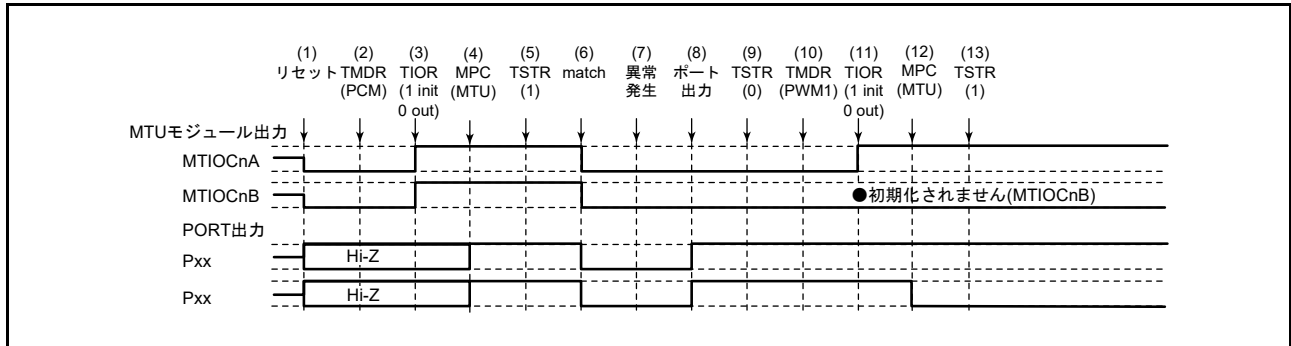 (1) (2) (3) (4) (5) (6) (7) (8) (9) (10) (11) (12) (13)
リセット TMDR TIOR MPC TSTR match 異常 ポート TSTR TMDR TIOR MPC TSTR
(PCM) (1 init (MTU) (1) 発生 出力 (0) (PWM1) (1 init (MTU) (1)
0 out) 0 out)
MTUモジュール出力
MTIOCnA
MTIOCnB ●初期化されません(MTIOCnB)
PORT出力
Pxx Hi-Z
Pxx Hi-Z